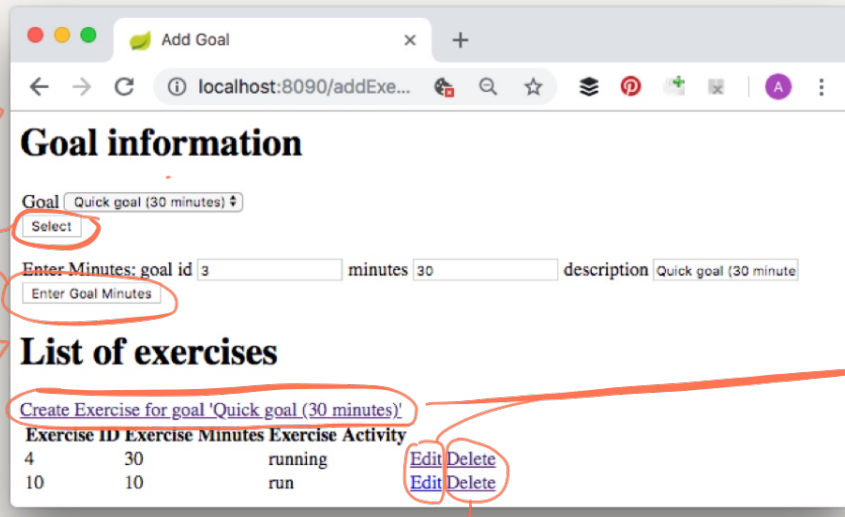 Add Goal
localhost:8090/addExe...
A
Goal information
Goal Quick goal (30 minutes)
Select
Enter Minutes: goal id 3 minutes 30 description Quick goal (30 minute
Enter Goal Minutes
List of exercises
Create Exercise for goal 'Quick goal (30 minutes)'
Exercise ID Exercise Minutes Exercise Activity
4 30 running Edit Delete
10 10 run Edit Delete